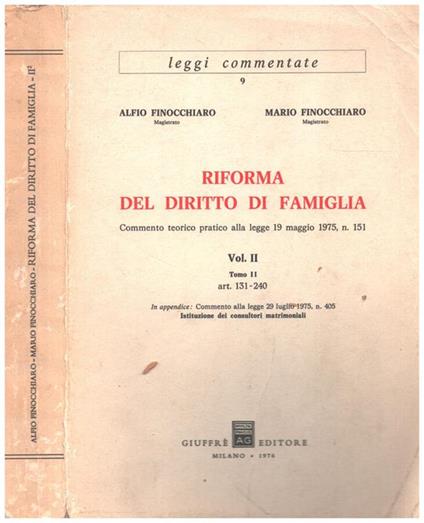 ALFIO FINOCCHIARO - MARIO FINOCCHIARO - RIFORMA DEL DIRITTO DI FAMIGLIA - II²
leggi commentate
9
ALFIO FINOCCHIARO MARIO FINOCCHIARO
Magistrato Magistrato
RIFORMA
DEL DIRITTO DI FAMIGLIA
Commento teorico pratico alla legge 19 maggio 1975, n. 151
Vol. II
Tomo II
art. 131-240
In appendice: Commento alla legge 29 luglio 1975, n. 405
Istituzione dei consultori matrimoniali
AG
GIUFFRÈ EDITORE
MILANO • 1976